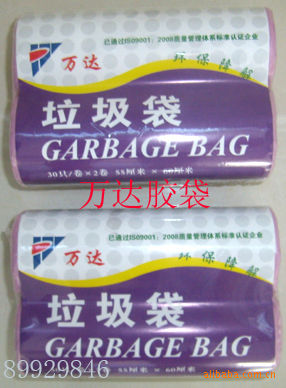 已通过ISO9001:2008质量管理体系标准认证企业
万达
环保降解
垃圾袋
GARBAGE BAG
30只/卷×2卷 55厘米 × 60厘米
万达胶袋
已通过ISO9001:2008质量管理体系标准认证企业
万达
环保降解
垃圾袋
GARBAGE BAG
55厘米 × 60厘米
89929846